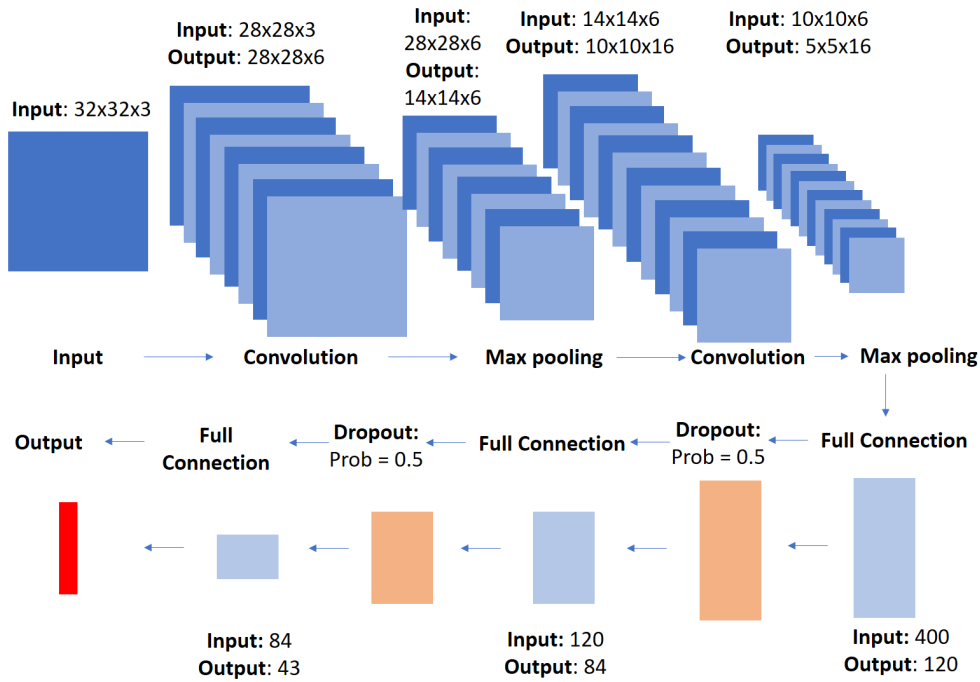 Input: 32x32x3
Input: 28x28x3
Output: 28x28x6
Input:
28x28x6
Output:
14x14x6
Input: 14x14x6
Output: 10x10x16
Input: 10x10x6
Output: 5x5x16
Input
Convolution
Max pooling
Convolution
Max pooling
Full Connection
Dropout:
Prob = 0.5
Full Connection
Dropout:
Prob = 0.5
Full
Connection
Output
Input: 84
Output: 43
Input: 120
Output: 84
Input: 400
Output: 120